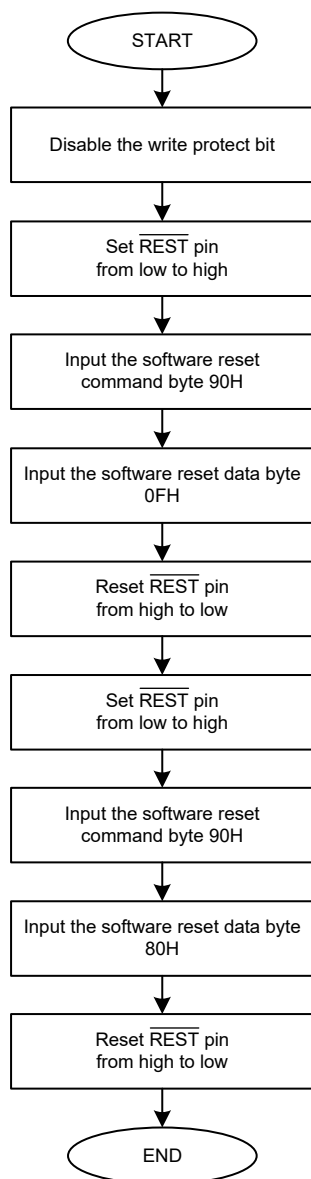 START
Disable the write protect bit
Set REST pin
from low to high
Input the software reset
command byte 90H
Input the software reset data byte
0FH
Reset REST pin
from high to low
Set REST pin
from low to high
Input the software reset
command byte 90H
Input the software reset data byte
80H
Reset REST pin
from high to low
END